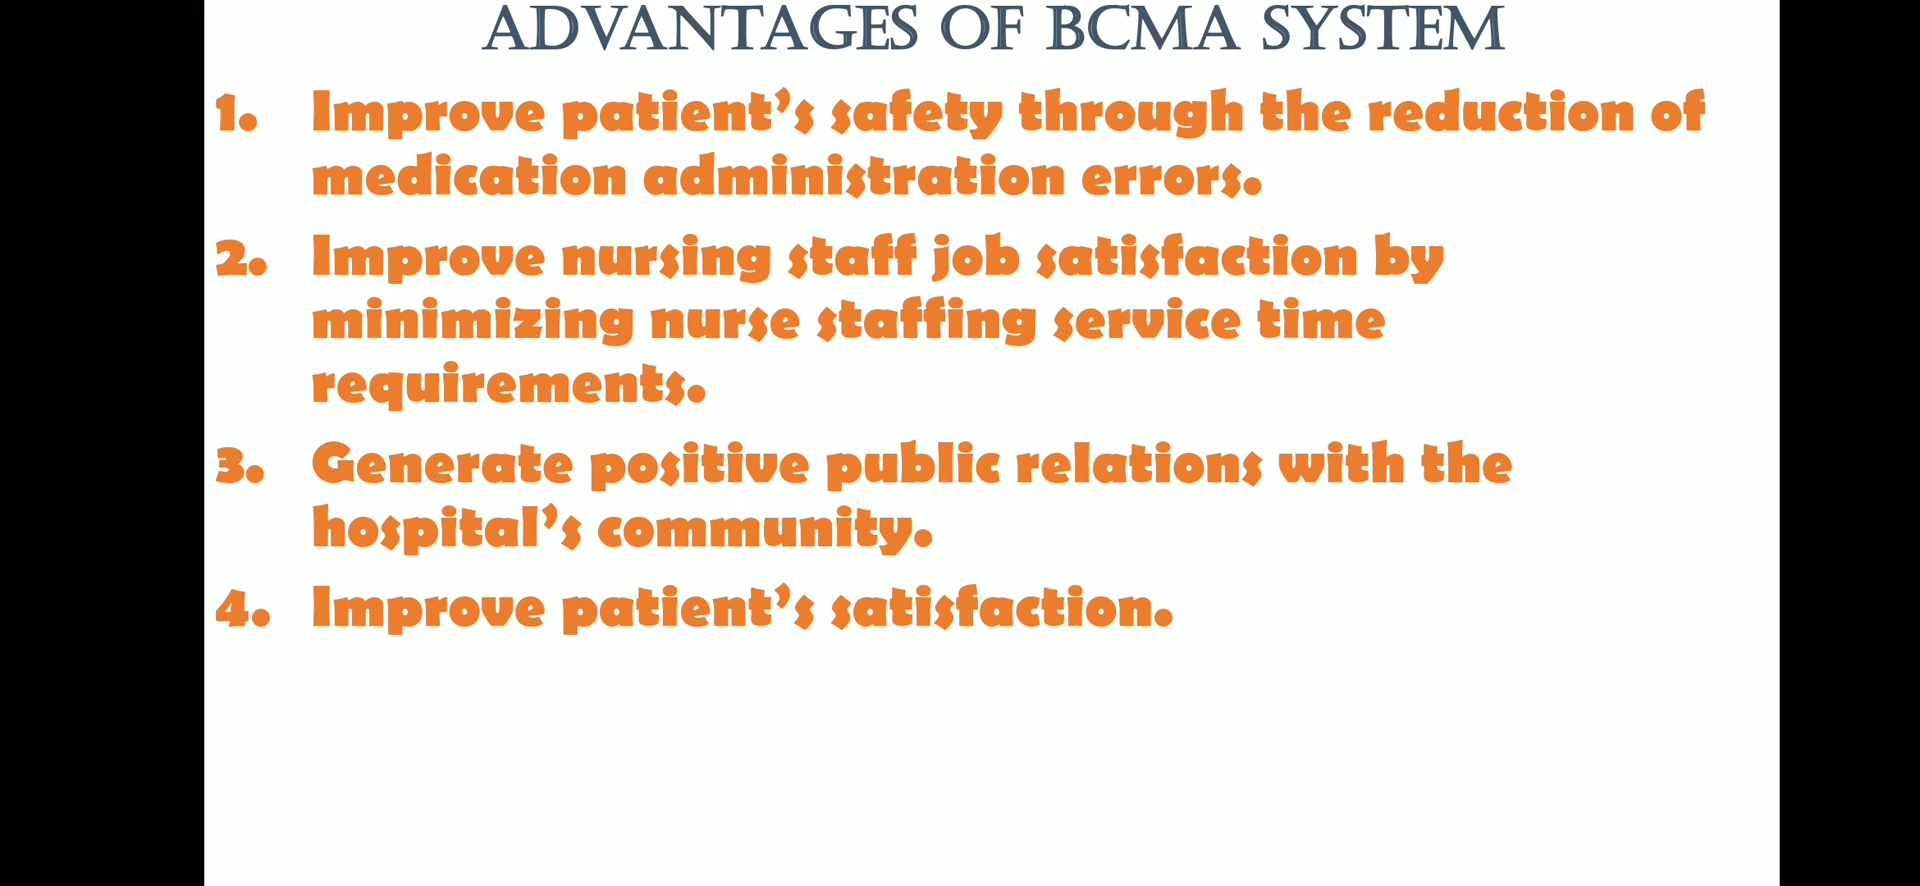 ADVANTAGES OF BCMA SYSTEM
1. Improve patient’s safety through the reduction of
medication administration errors.
2. Improve nursing staff job satisfaction by
minimizing nurse staffing service time
requirements.
3. Generate positive public relations with the
hospital’s community.
4. Improve patient’s satisfaction.